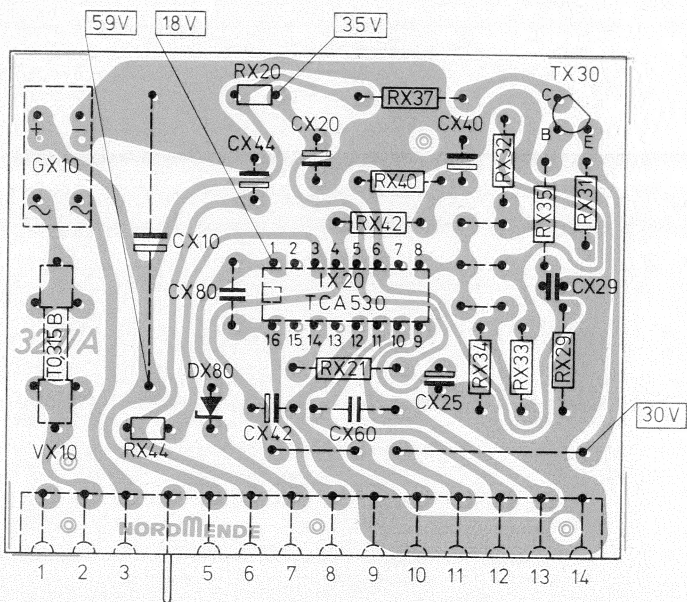 59V 18V 35V
RX20 TX30
C
RX37
+ − CX20 CX40
B E
GX10 CX44 RX32
RX40 RX35 RX31
~ ~
RX42
CX10
1 2 3 4 5 6 7 8
IX20
TCA530
CX80 CX29
16 15 14 13 12 11 10 9
T0,315B
RX21 RX34 RX33 RX29
DX80
CX25
CX42 CX60 30V
VX10 RX44
NORDMENDE
1 2 3 5 6 7 8 9 10 11 12 13 14